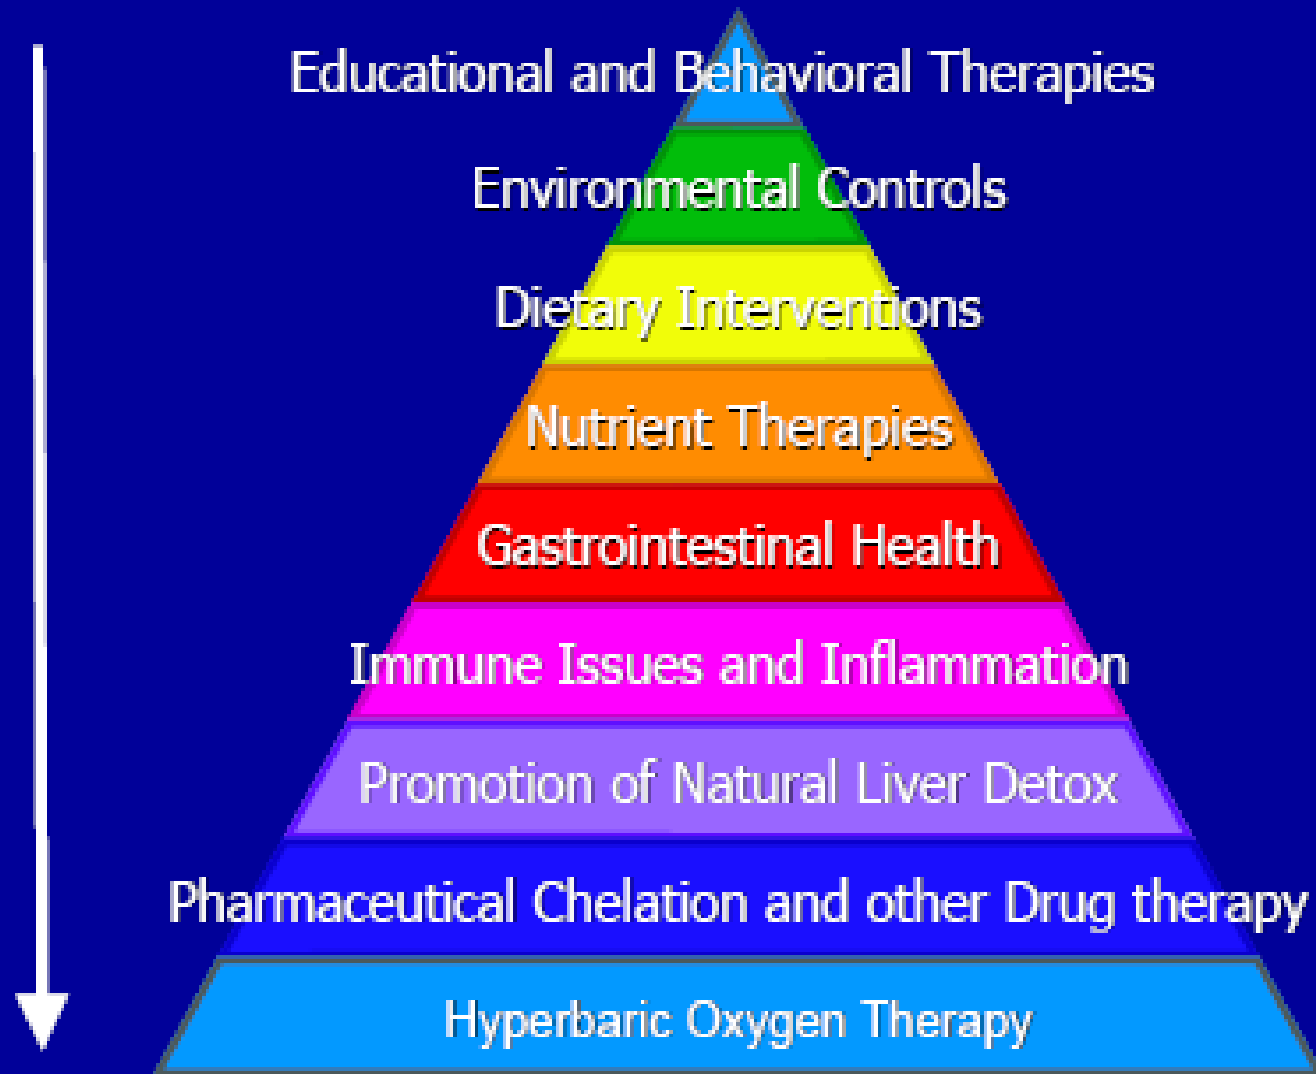 Educational and Behavioral Therapies
Environmental Controls
Dietary Interventions
Nutrient Therapies
Gastrointestinal Health
Immune Issues and Inflammation
Promotion of Natural Liver Detox
Pharmaceutical Chelation and other Drug therapy
Hyperbaric Oxygen Therapy